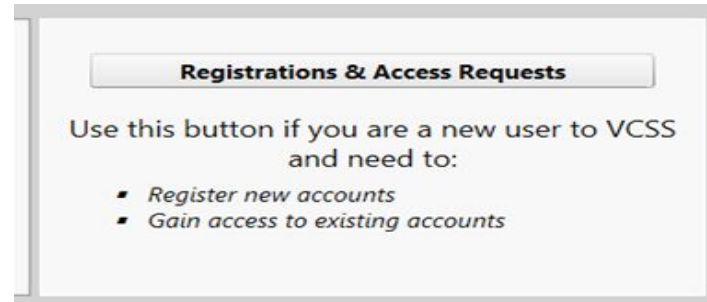 Registrations & Access Requests
Use this button if you are a new user to VCSS
and need to:
▪ Register new accounts
▪ Gain access to existing accounts